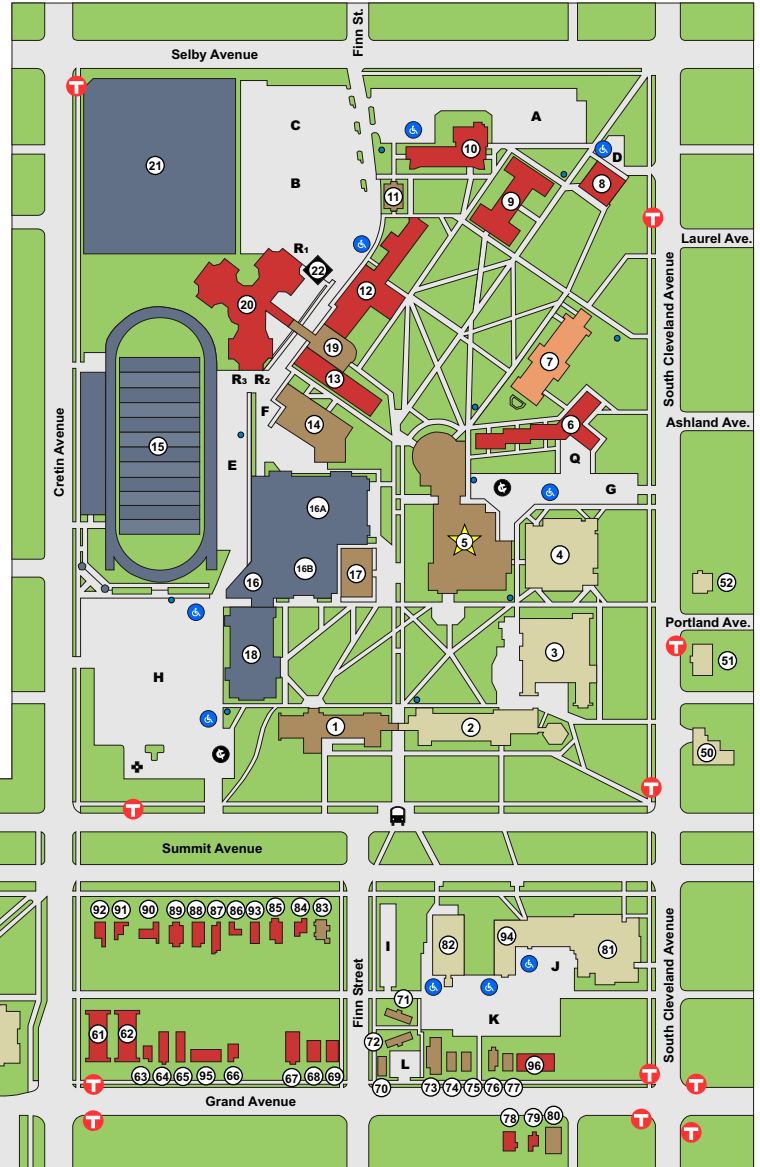 Selby Avenue
Finn St.
T
C
A
10
D
21
B
11
9
8
T
Laurel Ave.
R1
22
12
20
South Cleveland Avenue
19
7
R3 R2
13
F
14
6
Ashland Ave.
Cretin Avenue
15
E
Q
G
16A
5
4
16B
17
16
52
Portland Ave.
T
18
3
51
H
1
2
50
T
T
Summit Avenue
92 91 90 89 88 87 86 93 85 84 83
I
82
94
81
J
South Cleveland Avenue
Finn Street
71
K
61
62
72
L
96
63 64 65 95 66 67 68 69
70
73 74 75 76 77
T
T
T
Grand Avenue
T
78 79 80
T
T